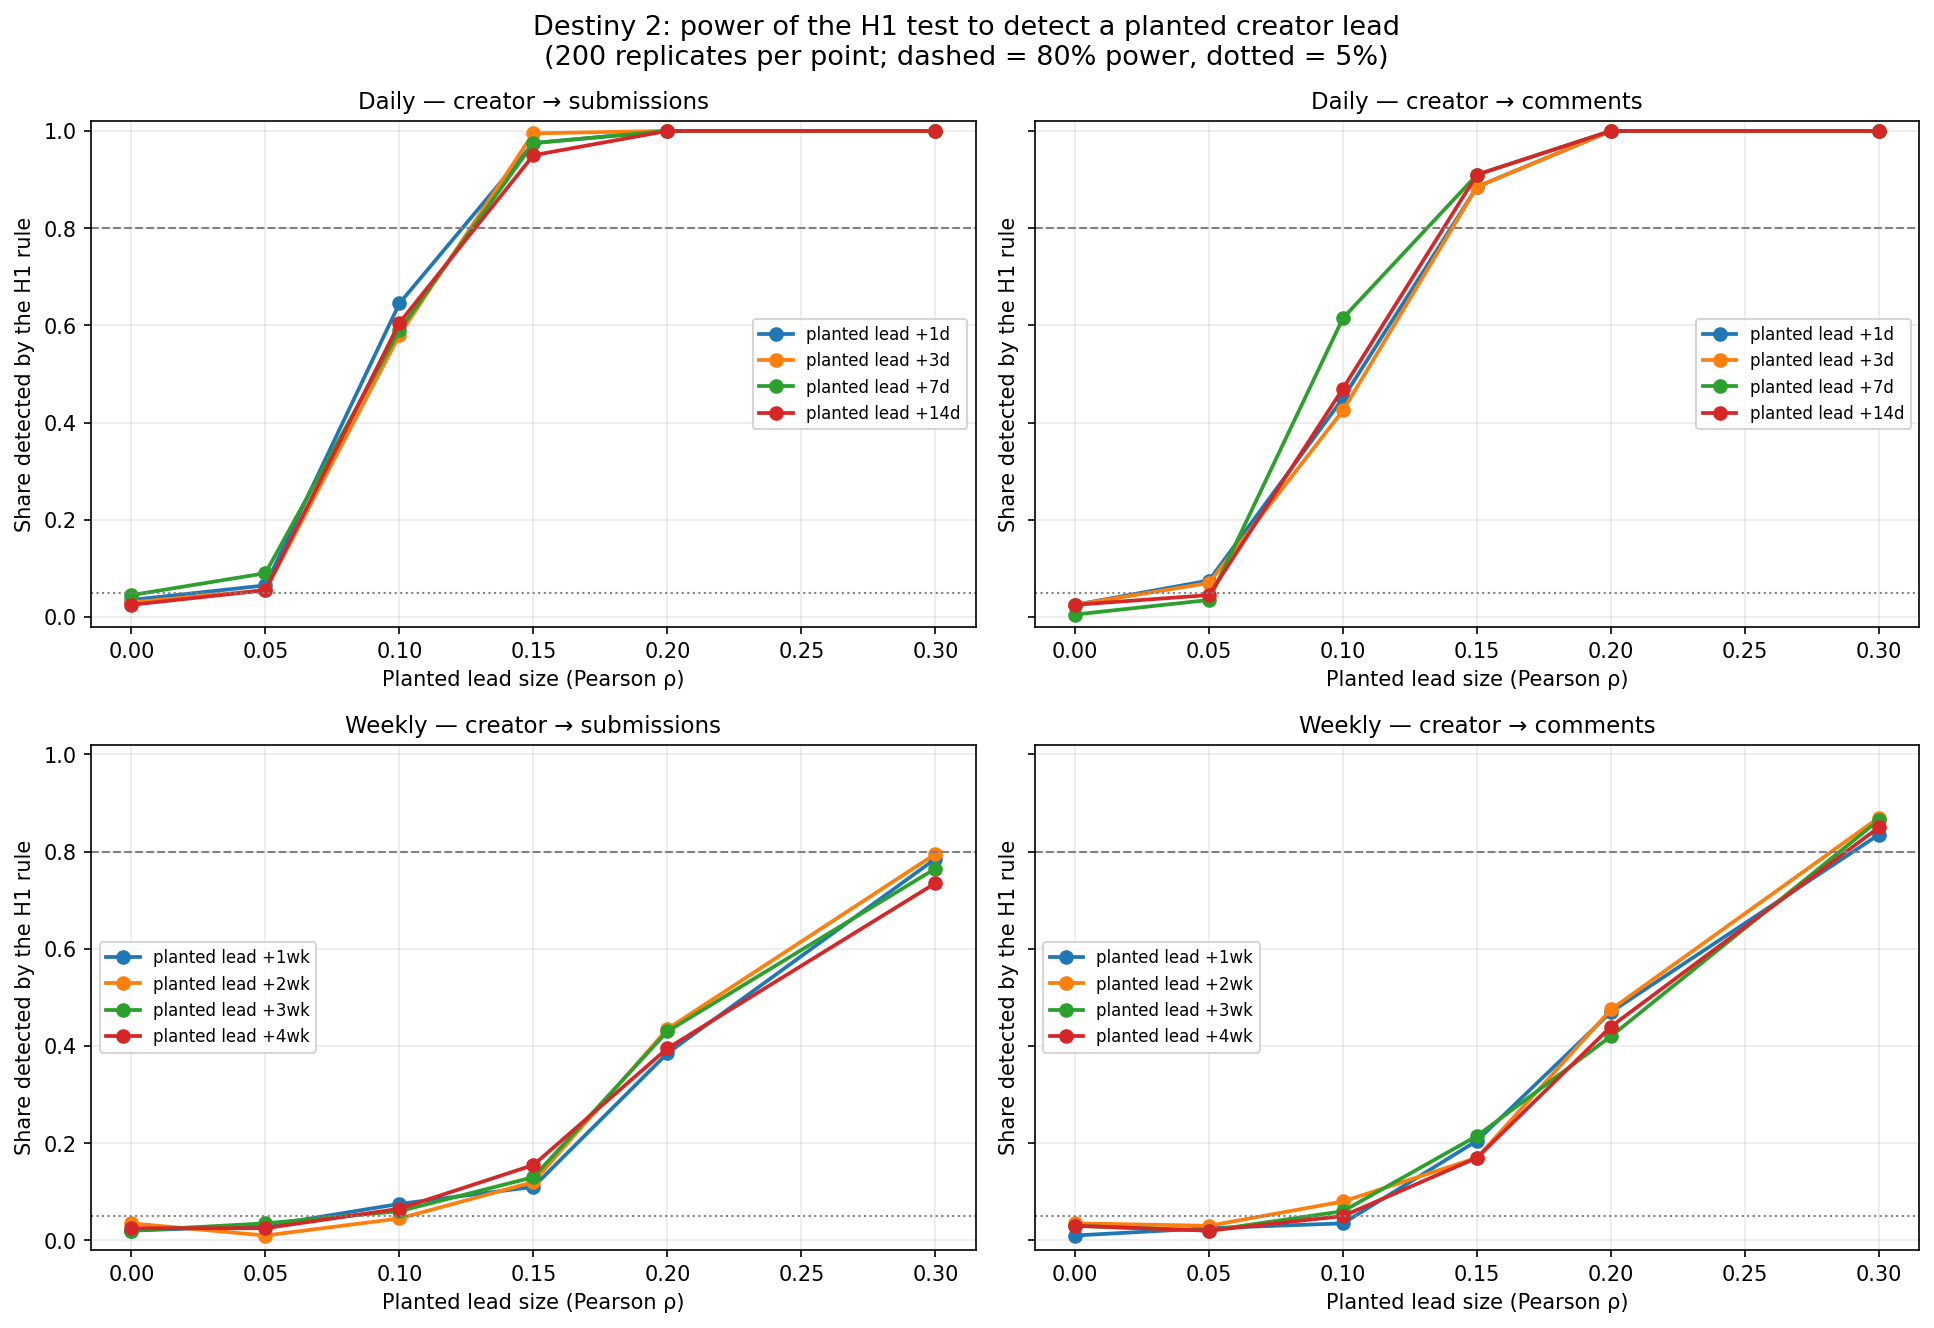 Destiny 2: power of the H1 test to detect a planted creator lead
(200 replicates per point; dashed = 80% power, dotted = 5%)
Daily — creator → submissions
Share detected by the H1 rule
1.0
0.8
0.6
0.4
0.2
0.0
planted lead +1d
planted lead +3d
planted lead +7d
planted lead +14d
0.00 0.05 0.10 0.15 0.20 0.25 0.30
Planted lead size (Pearson ρ)
Daily — creator → comments
Share detected by the H1 rule
planted lead +1d
planted lead +3d
planted lead +7d
planted lead +14d
0.00 0.05 0.10 0.15 0.20 0.25 0.30
Planted lead size (Pearson ρ)
Weekly — creator → submissions
Share detected by the H1 rule
1.0
0.8
0.6
0.4
0.2
0.0
planted lead +1wk
planted lead +2wk
planted lead +3wk
planted lead +4wk
0.00 0.05 0.10 0.15 0.20 0.25 0.30
Planted lead size (Pearson ρ)
Weekly — creator → comments
Share detected by the H1 rule
planted lead +1wk
planted lead +2wk
planted lead +3wk
planted lead +4wk
0.00 0.05 0.10 0.15 0.20 0.25 0.30
Planted lead size (Pearson ρ)